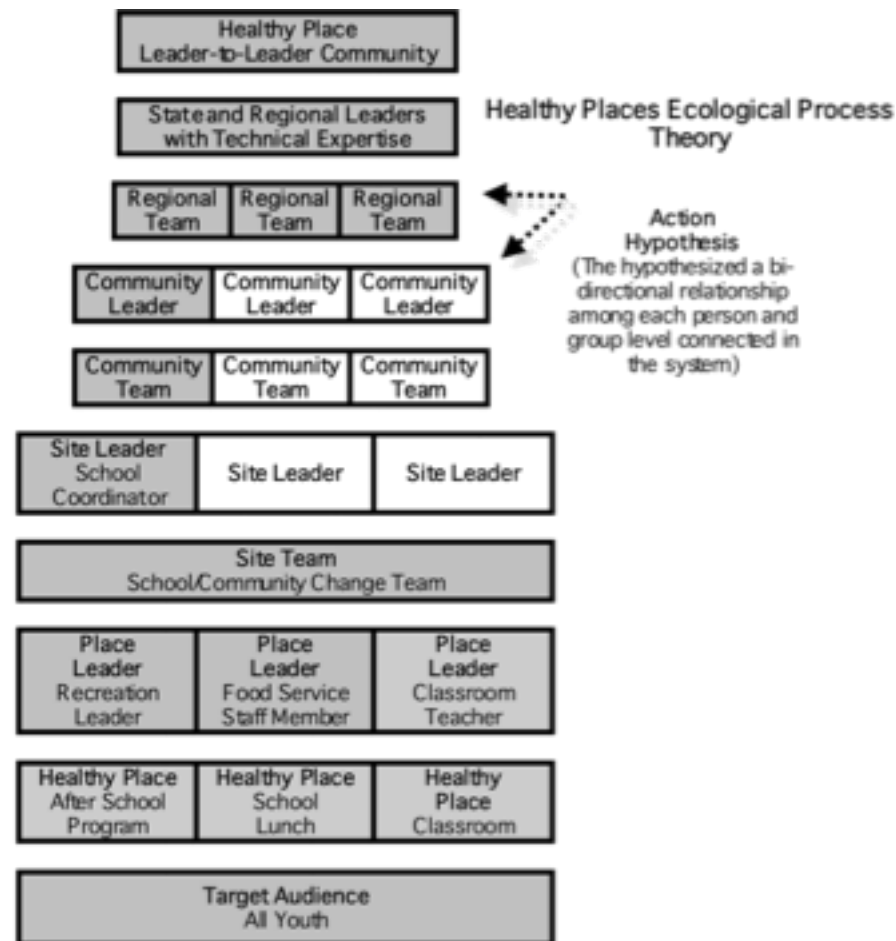 Healthy Place
Leader-to-Leader Community
State and Regional Leaders
with Technical Expertise
Healthy Places Ecological Process
Theory
Regional
Team
Regional
Team
Regional
Team
Action
Hypothesis
(The hypothesized a bi-
directional relationship
among each person and
group level connected in
the system)
Community
Leader
Community
Leader
Community
Leader
Community
Team
Community
Team
Community
Team
Site Leader
School
Coordinator
Site Leader
Site Leader
Site Team
School/Community Change Team
Place
Leader
Recreation
Leader
Place
Leader
Food Service
Staff Member
Place
Leader
Classroom
Teacher
Healthy Place
After School
Program
Healthy Place
School
Lunch
Healthy
Place
Classroom
Target Audience
All Youth